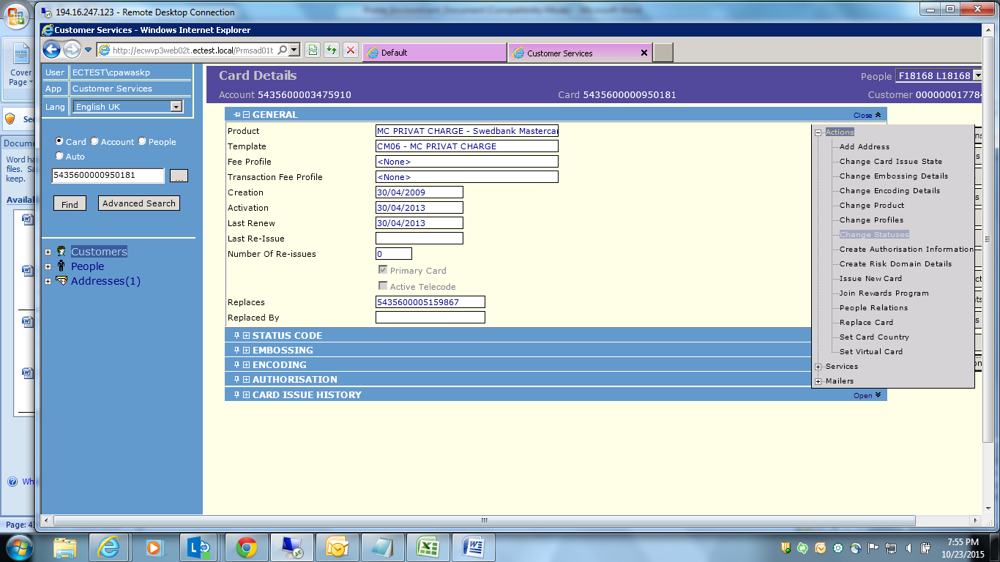 194.16.247.123 - Remote Desktop Connection
Customer Services - Windows Internet Explorer
http://ecwvp3web02t.ectest.local/Prmsad01t
Default
Customer Services
Cover
Page
Sec
Docume
Word ha
files. Sa
keep.
Availal
Wh
Page: 43
User ECTEST\cpawaskp
App Customer Services
Lang English UK
Card Account People
Auto
5435600000950181 ...
Find Advanced Search
Customers
People
Addresses(1)
Card Details
People F18168 L18168
Account 5435600003475910 Card 5435600000950181 Customer 00000001778
GENERAL Close
Product MC PRIVAT CHARGE - Swedbank Masterca
Template CM06 - MC PRIVAT CHARGE
Fee Profile <None>
Transaction Fee Profile <None>
Creation 30/04/2009
Activation 30/04/2013
Last Renew 30/04/2013
Last Re-Issue
Number Of Re-issues 0
Primary Card
Active Telecode
Replaces 5435600005159867
Replaced By
STATUS CODE
EMBOSSING
ENCODING
AUTHORISATION
CARD ISSUE HISTORY Open
Actions
Add Address
Change Card Issue State
Change Embossing Details
Change Encoding Details
Change Product
Change Profiles
Change Statuses
Create Authorisation Information
Create Risk Domain Details
Issue New Card
Join Rewards Program
People Relations
Replace Card
Set Card Country
Set Virtual Card
Services
Mailers
7:55 PM
10/23/2015